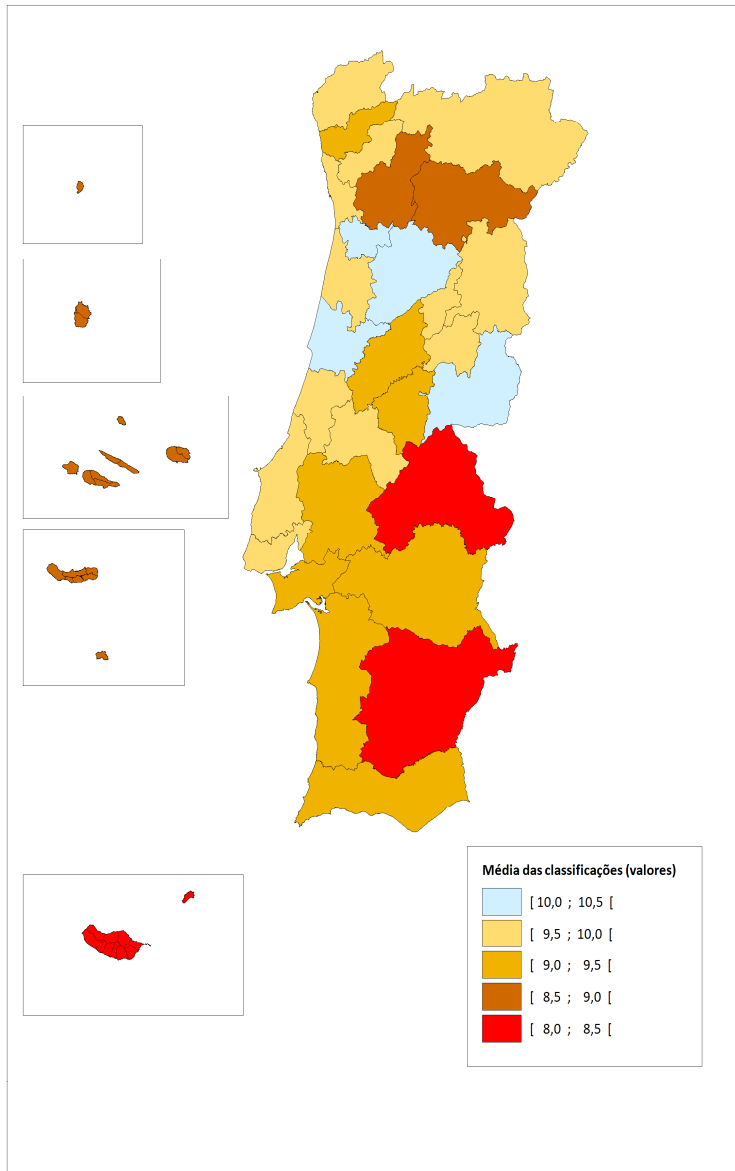 Média das classificações (valores)
[ 10,0 ; 10,5 [
[ 9,5 ; 10,0 [
[ 9,0 ; 9,5 [
[ 8,5 ; 9,0 [
[ 8,0 ; 8,5 [